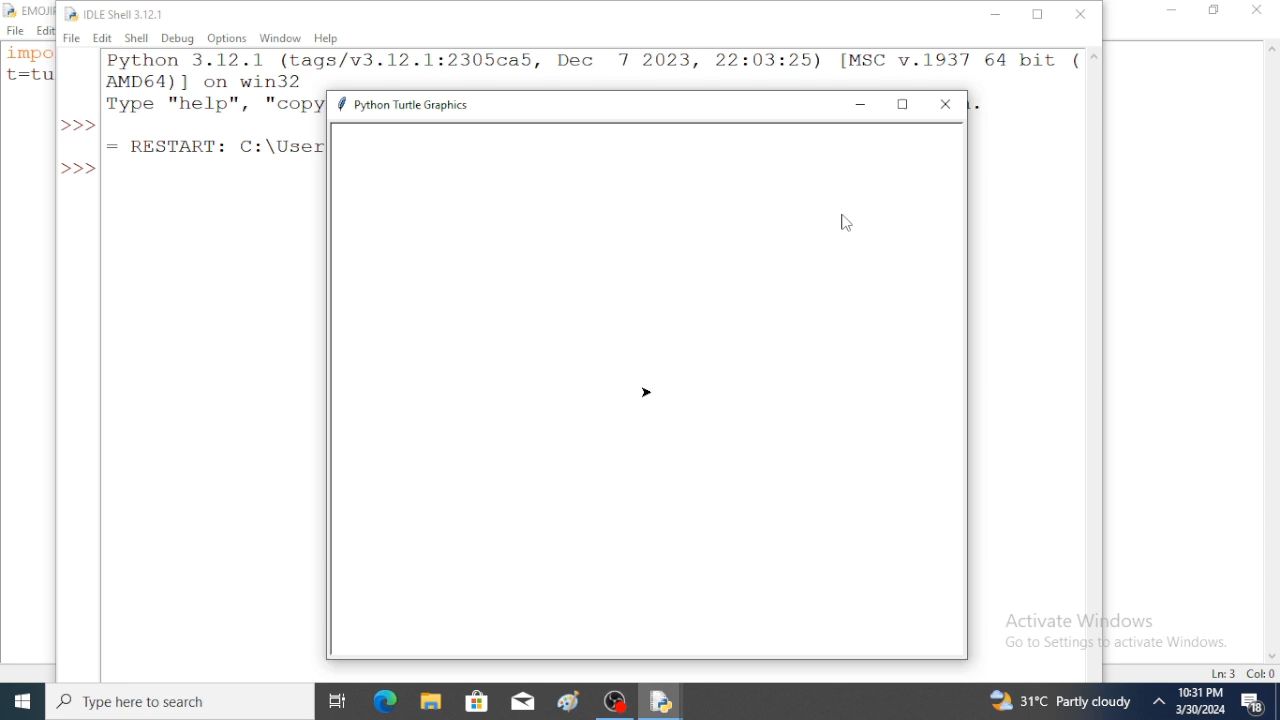 EMOJI
File Edit
impo
t=tu
IDLE Shell 3.12.1
File Edit Shell Debug Options Window Help
Python 3.12.1 (tags/v3.12.1:2305ca5, Dec 7 2023, 22:03:25) [MSC v.1937 64 bit (
AMD64)] on win32
Type "help", "copy
>>>
= RESTART: C:\User
>>>
Python Turtle Graphics
Activate Windows
Go to Settings to activate Windows.
Ln: 3 Col: 0
Type here to search
31°C Partly cloudy
10:31 PM
3/30/2024
18